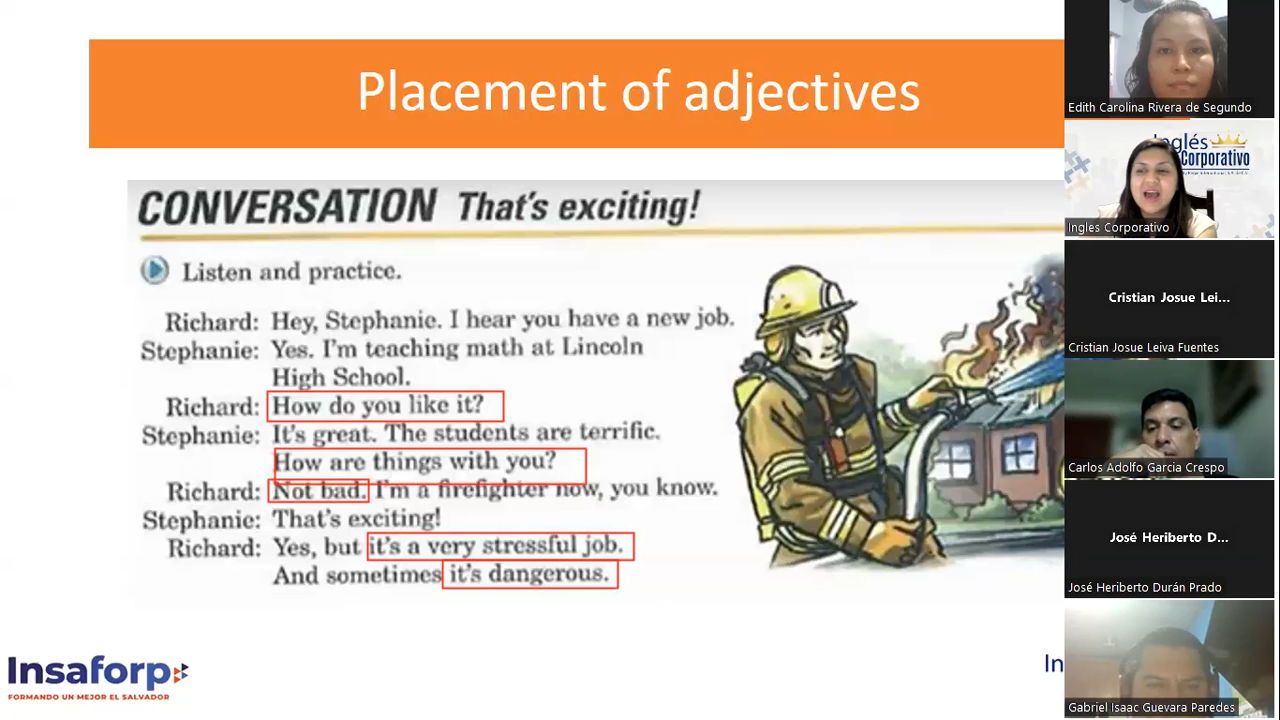 Placement of adjectives
CONVERSATION That's exciting!
Listen and practice.
Richard: Hey, Stephanie. I hear you have a new job.
Stephanie: Yes. I'm teaching math at Lincoln
High School.
Richard: How do you like it?
Stephanie: It's great. The students are terrific.
How are things with you?
Richard: Not bad. I'm a firefighter now, you know.
Stephanie: That's exciting!
Richard: Yes, but it's a very stressful job.
And sometimes it's dangerous.
Insaforp
FORMANDO UN MEJOR EL SALVADOR
In
Edith Carolina Rivera de Segundo
Inglés
Corporativo
Ingles Corporativo
Cristian Josue Lei...
Cristian Josue Leiva Fuentes
Carlos Adolfo Garcia Crespo
José Heriberto D...
José Heriberto Durán Prado
Gabriel Isaac Guevara Paredes